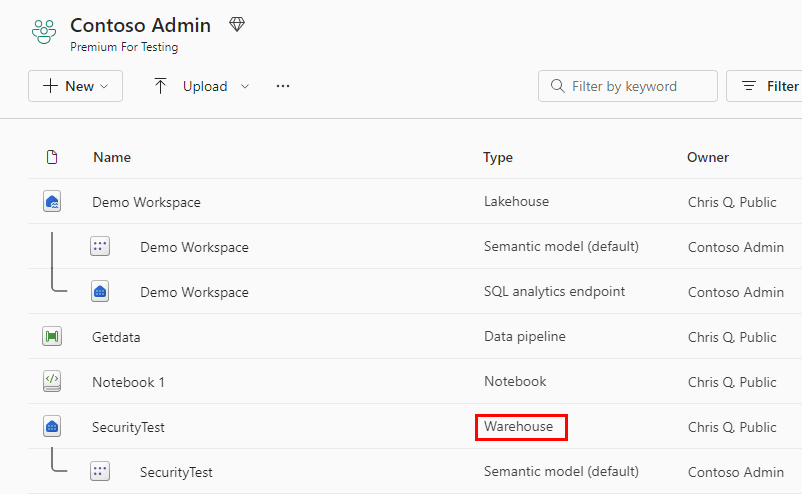 Contoso Admin
Premium For Testing
New Upload ... Filter by keyword Filter
Name Type Owner
Demo Workspace Lakehouse Chris Q. Public
Demo Workspace Semantic model (default) Contoso Admin
Demo Workspace SQL analytics endpoint Contoso Admin
Getdata Data pipeline Chris Q. Public
Notebook 1 Notebook Chris Q. Public
SecurityTest Warehouse Chris Q. Public
SecurityTest Semantic model (default) Chris Q. Public